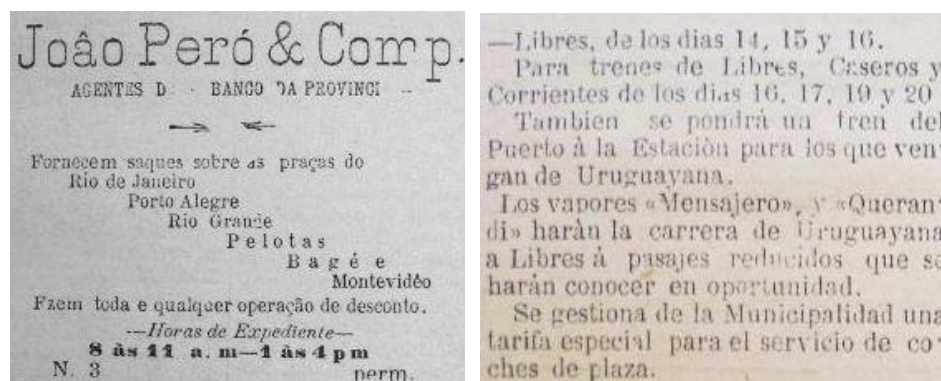 João Peró & Comp.
AGENTES D BANCO DA PROVINCI
Fornecem saques sobre as praças do
Rio de Janeiro
Porto Alegre
Rio Grande
Pelotas
Bagé e
Montevidéo
Fazem toda e qualquer operação de desconto.
—Horas de Expediente—
8 às 11 a. m—1 às 4 pm
N. 3 perm.
—Libres, de los dias 14, 15 y 16.
Para trenes de Libres, Caseros y
Corrientes de los dias 16, 17, 19 y 20
Tambien se pondrá un tren del
Puerto à la Estaciòn para los que ven-
gan de Uruguayana.
Los vapores «Mensajero», y «Queran-
di» haràn la carrera de Uruguayana
a Libres à pasajes reducidos que se
harán conocer en oportunidad.
Se gestiona de la Municipalidad una
tarifa especial para el servicio de co-
ches de plaza.